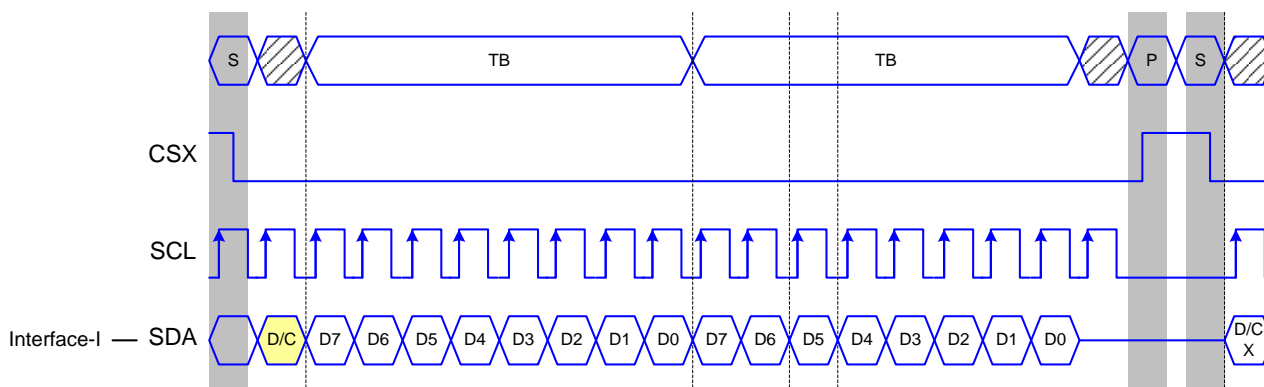 S TB TB P S
CSX
SCL
Interface-I — SDA D/C D7 D6 D5 D4 D3 D2 D1 D0 D7 D6 D5 D4 D3 D2 D1 D0 D/C
X